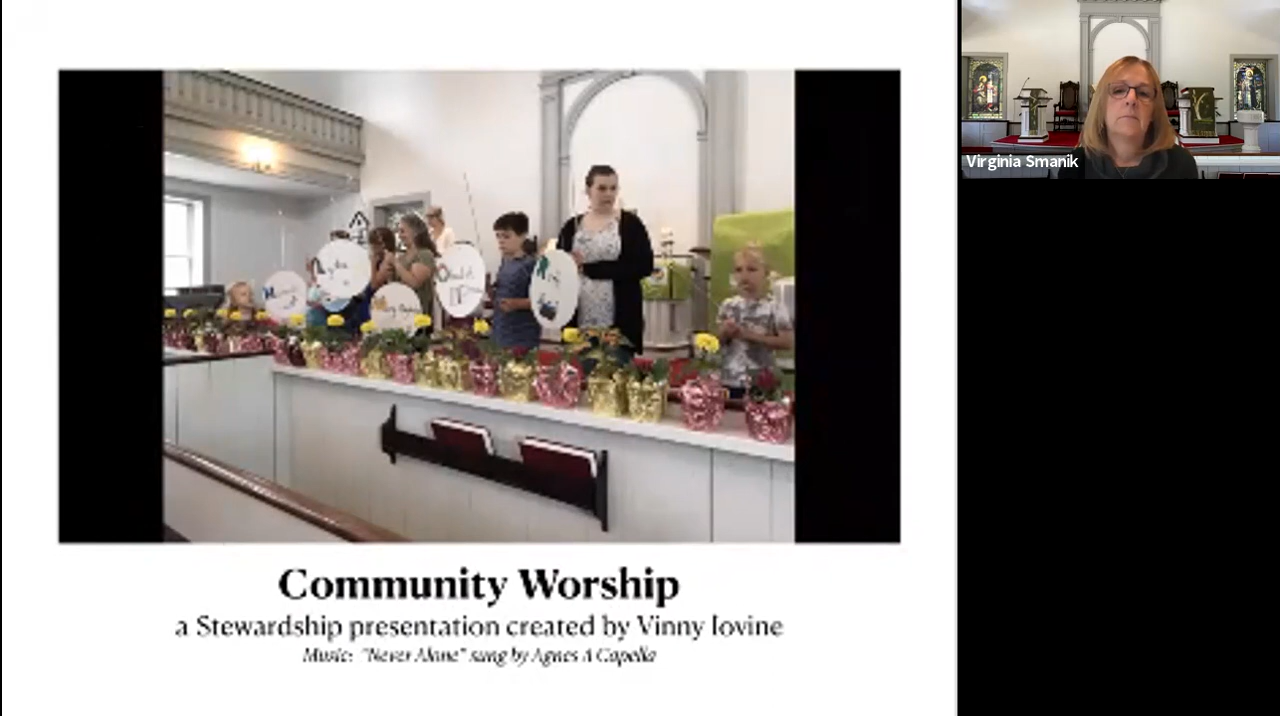 Virginia Smanik
Community Worship
a Stewardship presentation created by Vinny Iovine
Music: "Never Alone" sung by Agnes A Capella